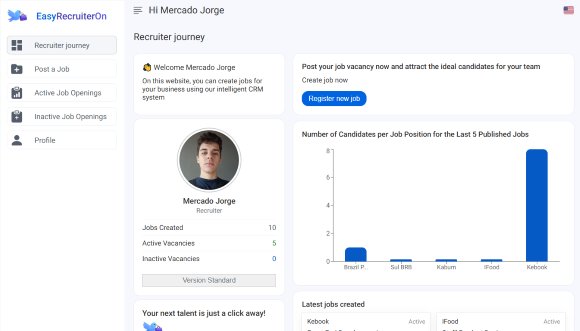 EasyRecruiterOn
Hi Mercado Jorge
Recruiter journey
Post a Job
Active Job Openings
Inactive Job Openings
Profile
Recruiter journey
Welcome Mercado Jorge
On this website, you can create jobs for
your business using our intelligent CRM
system
Mercado Jorge
Recruiter
Jobs Created 10
Active Vacancies 5
Inactive Vacancies 0
Version Standard
Your next talent is just a click away!
Post your job vacancy now and attract the ideal candidates for your team
Create job now
Register new job
Number of Candidates per Job Position for the Last 5 Published Jobs
8
6
4
2
0
Brazil P..
Sul BRB
Kabum
IFood
Kebook
Latest jobs created
Kebook Active
IFood Active